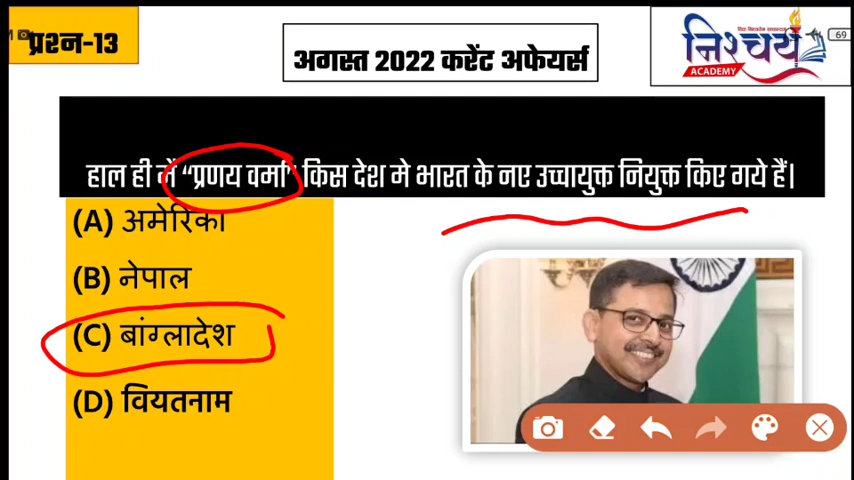 प्रश्न-13
69
अगस्त 2022 करेंट अफेयर्स
निश्चय
ACADEMY
हाल ही में “प्रणय वर्मा” किस देश मे भारत के नए उच्चायुक्त नियुक्त किए गये हैं।
(A) अमेरिका
(B) नेपाल
(C) बांग्लादेश
(D) वियतनाम